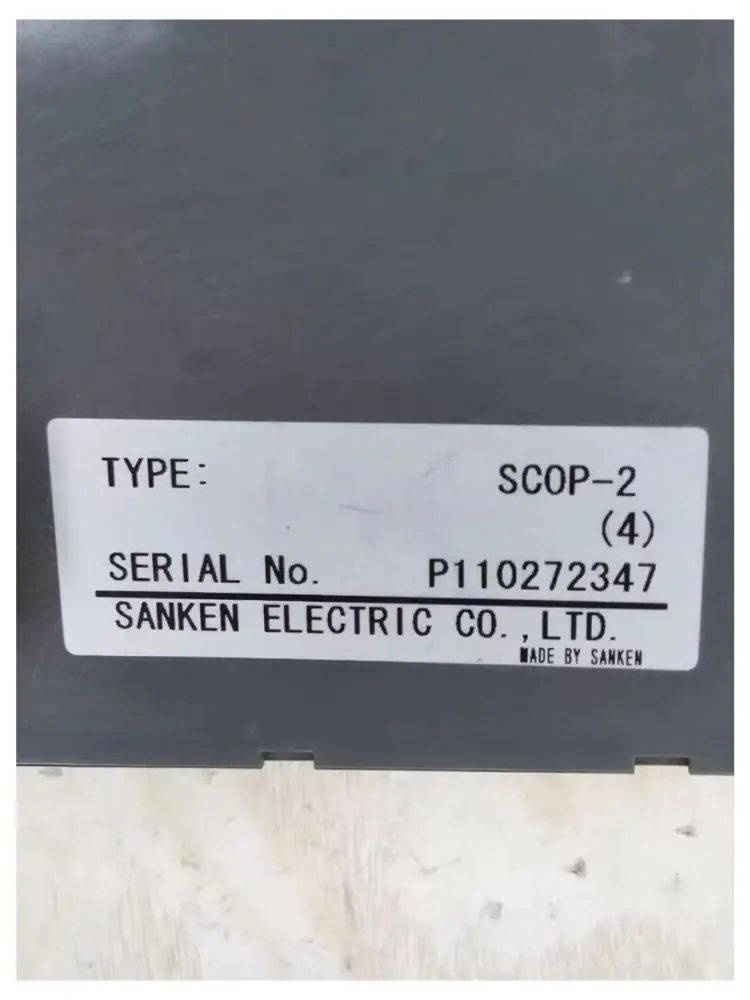 TYPE: SCOP-2
(4)
SERIAL No. P110272347
SANKEN ELECTRIC CO.,LTD.
MADE BY SANKEN